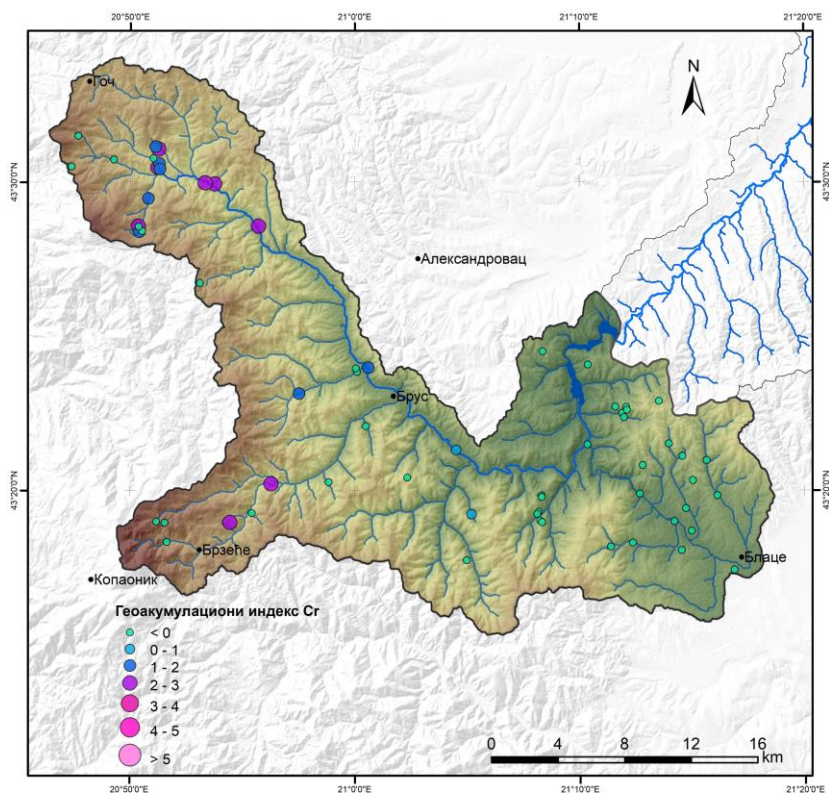 20°50'0"E 21°0'0"E 21°10'0"E 21°20'0"E
Гоч
N
43°30'0"N 43°30'0"N
Александровац
Брус
43°20'0"N 43°20'0"N
Брзеће
Блаце
Копаоник
Геоакумулациони индекс Cr
< 0
0 - 1
1 - 2
2 - 3
3 - 4
4 - 5
> 5
0 4 8 12 16
km
20°50'0"E 21°0'0"E 21°10'0"E 21°20'0"E